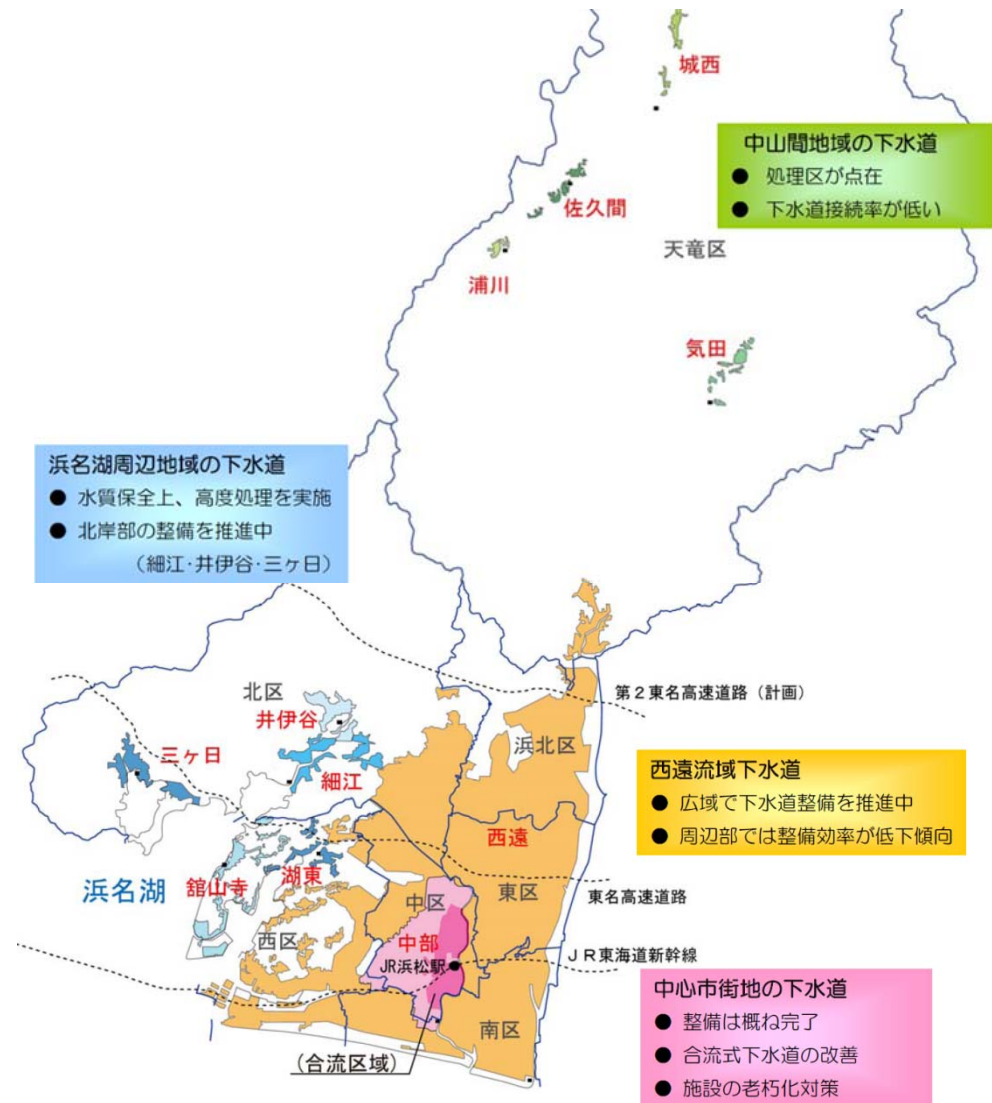 城西
中山間地域の下水道
● 処理区が点在
● 下水道接続率が低い
佐久間
天竜区
浦川
気田
浜名湖周辺地域の下水道
● 水質保全上、高度処理を実施
● 北岸部の整備を推進中
（細江･井伊谷･三ヶ日）
第２東名高速道路（計画）
北区
井伊谷
三ヶ日
浜北区
細江
西遠流域下水道
● 広域で下水道整備を推進中
● 周辺部では整備効率が低下傾向
西遠
湖東
舘山寺
浜名湖
中区
東区
東名高速道路
西区
中部
JR浜松駅
ＪＲ東海道新幹線
中心市街地の下水道
● 整備は概ね完了
● 合流式下水道の改善
● 施設の老朽化対策
南区
(合流区域)